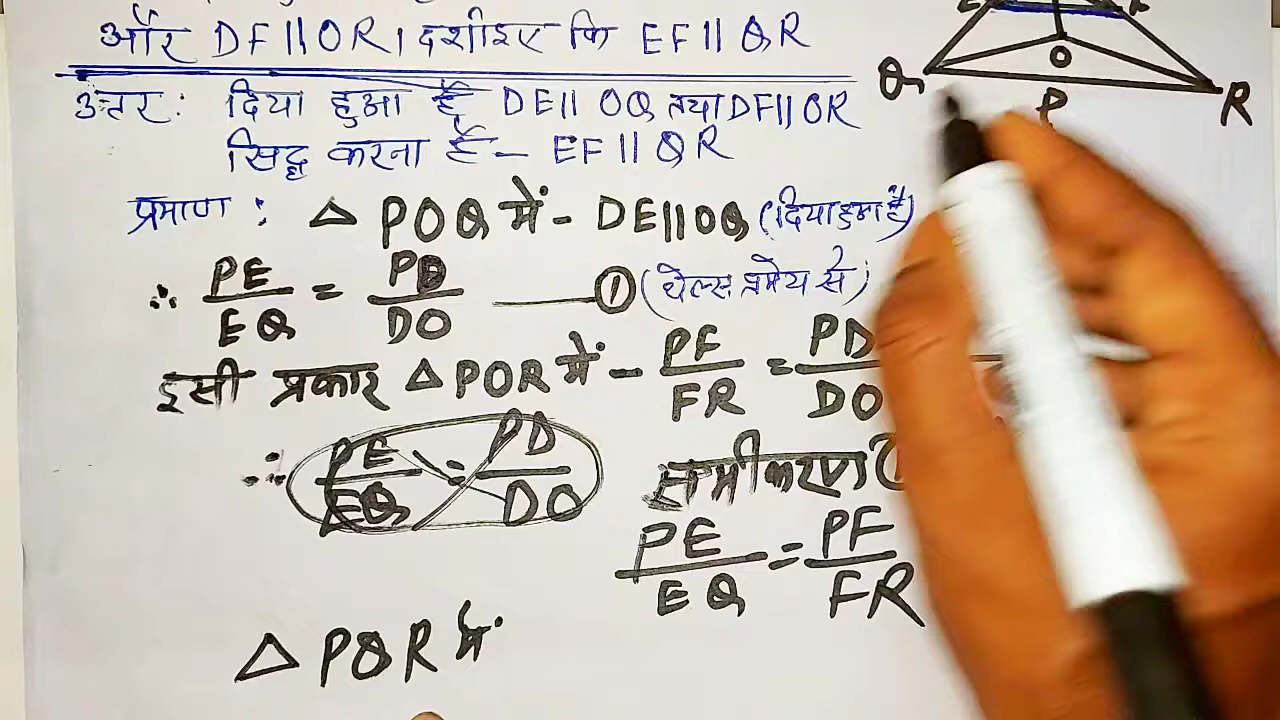 और DF||OR। दर्शाइए कि EF||QR
उत्तर: दिया हुआ है DE||OQ तथा DF||OR
सिद्ध करना है - EF||QR
प्रमाण : △ POQ में - DE||OQ (दिया हुआ है)
∴ PE/EQ = PD/DO ——— ① (थेल्स प्रमेय से)
इसी प्रकार △POR में - PF/FR = PD/DO
∴ PE/EQ = PD/DO
समीकरण
PE/EQ = PF/FR
△ PQR में
Q O P R